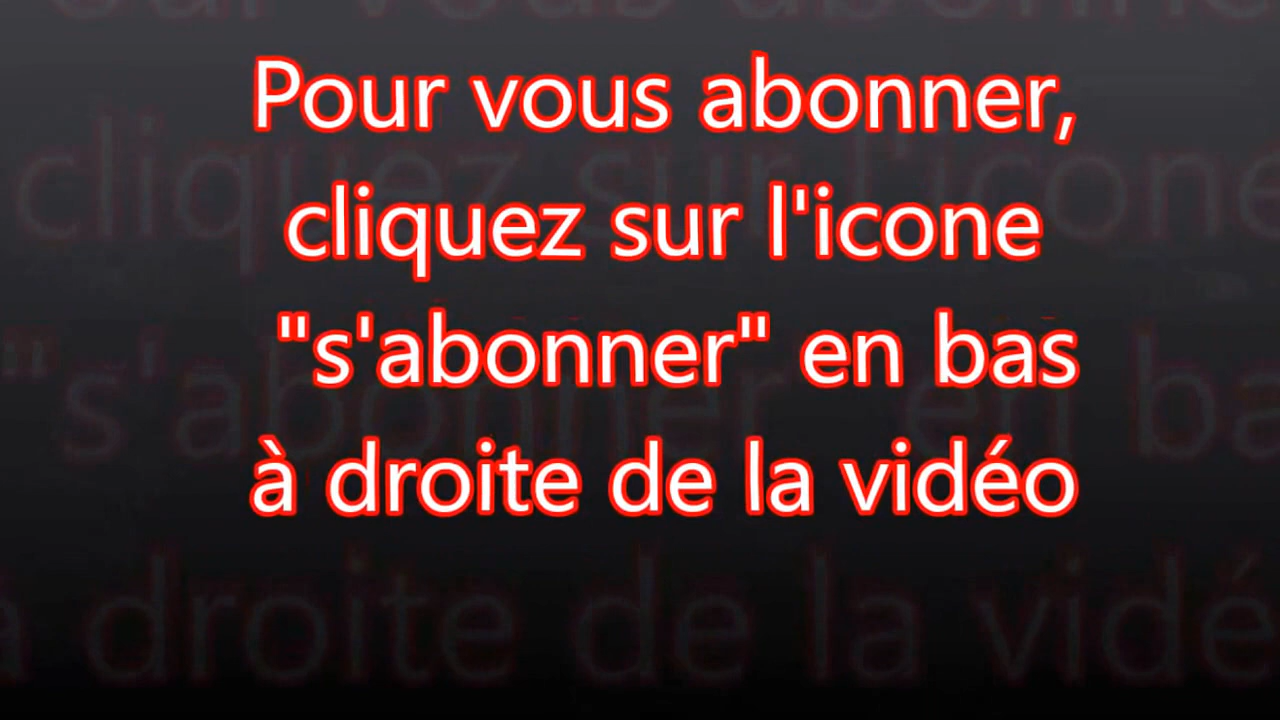 Pour vous abonner,
cliquez sur l'icone
"s'abonner" en bas
à droite de la vidéo